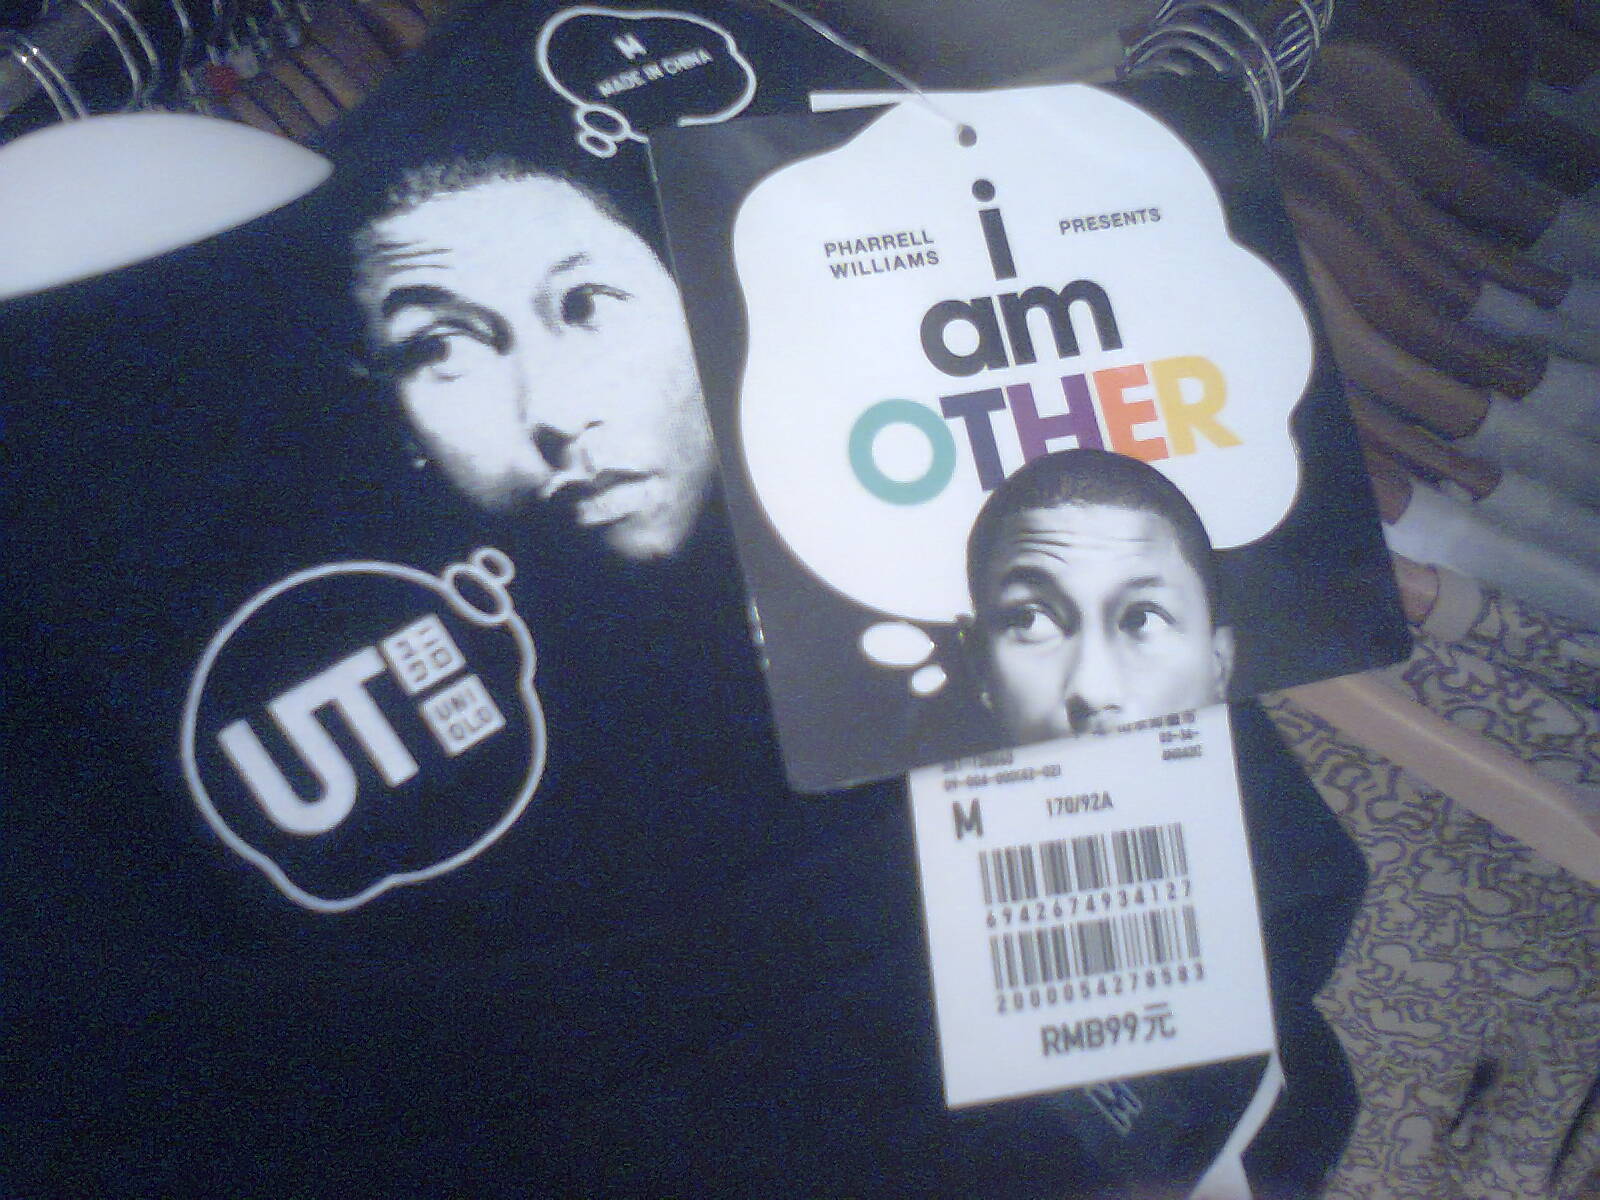 M
MADE IN CHINA
PHARRELL
WILLIAMS
PRESENTS
i
am
OTHER
UT
UNI
QLO
M
170/92A
6942674934127
2000054278583
RMB99元